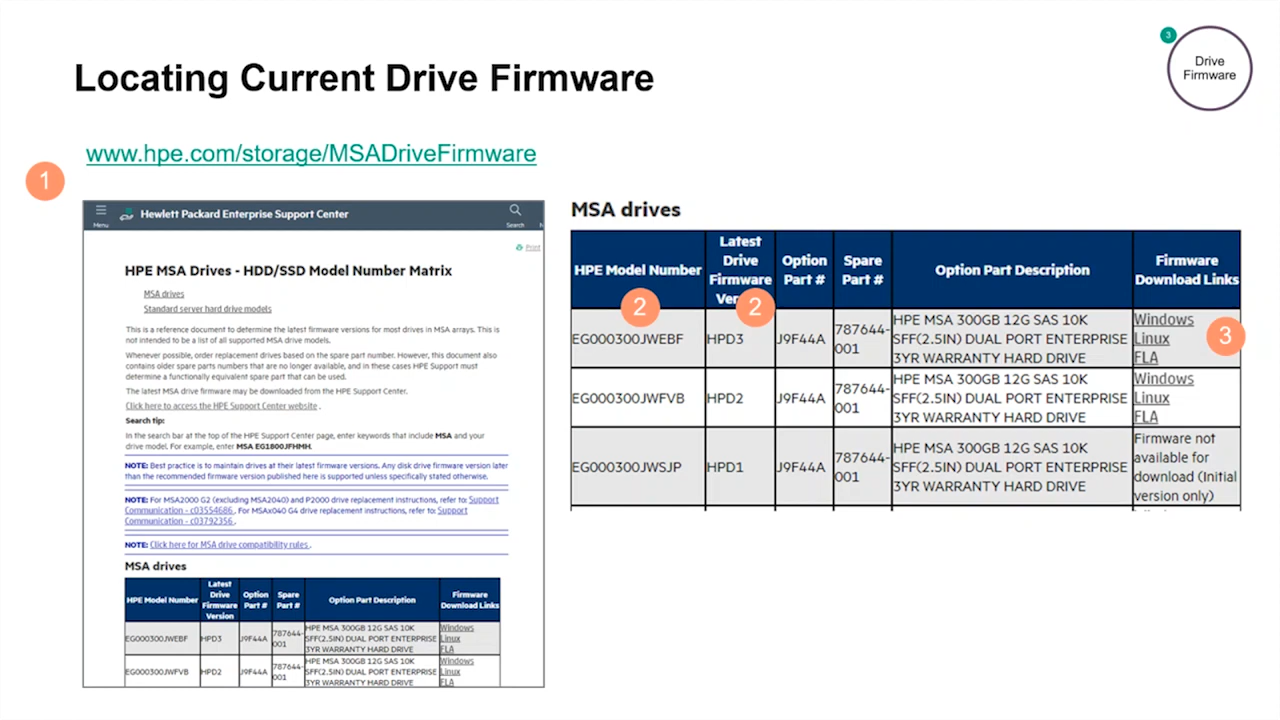 3
Drive
Firmware
Locating Current Drive Firmware
www.hpe.com/storage/MSADriveFirmware
1
Menu
Hewlett Packard Enterprise Support Center
Search
Print
HPE MSA Drives - HDD/SSD Model Number Matrix
MSA drives
Standard server hard drive models
This is a reference document to determine the latest firmware versions for most drives in MSA arrays. This is
not intended to be a list of all supported MSA drive models.
Whenever possible, order replacement drives based on the spare part number. However, this document also
contains older spare parts numbers that are no longer available, and in these cases HPE Support must
determine a functionally equivalent spare part that can be used.
The latest MSA drive firmware may be downloaded from the HPE Support Center.
Click here to access the HPE Support Center website .
Search tip:
In the search bar at the top of the HPE Support Center page, enter keywords that include MSA and your
drive model. For example, enter MSA EG1800JFHMH.
NOTE: Best practice is to maintain drives at their latest firmware versions. Any disk drive firmware version later
than the recommended firmware version published here is supported unless specifically stated otherwise.
NOTE: For MSA2000 G2 (excluding MSA2040) and P2000 drive replacement instructions, refer to: Support
Communication - c03554686 . For MSAx040 G4 drive replacement instructions, refer to: Support
Communication - c03792356 .
NOTE: Click here for MSA drive compatibility rules .
MSA drives
HPE Model Number
Latest
Drive
Firmware
Version
Option
Part #
Spare
Part #
Option Part Description
Firmware
Download Links
EG000300JWEBF
HPD3
J9F44A
787644-
001
HPE MSA 300GB 12G SAS 10K
SFF(2.5IN) DUAL PORT ENTERPRISE
3YR WARRANTY HARD DRIVE
Windows
Linux
FLA
EG000300JWFVB
HPD2
J9F44A
787644-
001
HPE MSA 300GB 12G SAS 10K
SFF(2.5IN) DUAL PORT ENTERPRISE
3YR WARRANTY HARD DRIVE
Windows
Linux
FLA
MSA drives
HPE Model Number
Latest
Drive
Firmware
Option
Part #
Spare
Part #
Option Part Description
Firmware
Download Links
2
2
EG000300JWEBF
HPD3
J9F44A
787644-
001
HPE MSA 300GB 12G SAS 10K
SFF(2.5IN) DUAL PORT ENTERPRISE
3YR WARRANTY HARD DRIVE
Windows
Linux
FLA
3
EG000300JWFVB
HPD2
J9F44A
787644-
001
HPE MSA 300GB 12G SAS 10K
SFF(2.5IN) DUAL PORT ENTERPRISE
3YR WARRANTY HARD DRIVE
Windows
Linux
FLA
EG000300JWSJP
HPD1
J9F44A
787644-
001
HPE MSA 300GB 12G SAS 10K
SFF(2.5IN) DUAL PORT ENTERPRISE
3YR WARRANTY HARD DRIVE
Firmware not
available for
download (Initial
version only)